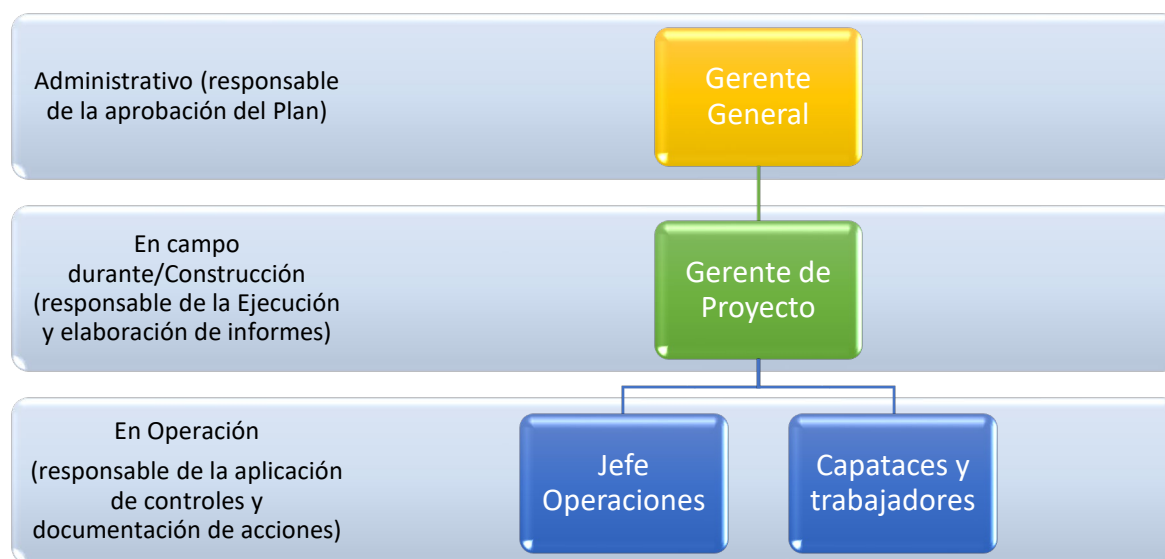 Administrativo (responsable
de la aprobación del Plan)
Gerente
General
En campo
durante/Construcción
(responsable de la Ejecución
y elaboración de informes)
Gerente de
Proyecto
En Operación
(responsable de la aplicación
de controles y
documentación de acciones)
Jefe
Operaciones
Capataces y
trabajadores